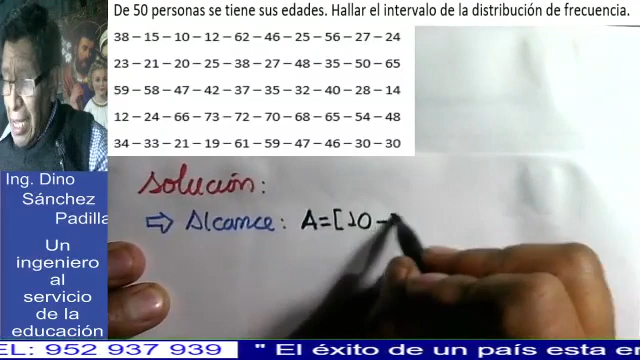 De 50 personas se tiene sus edades. Hallar el intervalo de la distribución de frecuencia.
38 – 15 – 10 – 12 – 62 – 46 – 25 – 56 – 27 – 24
23 – 21 – 20 – 25 – 38 – 27 – 48 – 35 – 50 – 65
59 – 58 – 47 – 42 – 37 – 35 – 32 – 40 – 28 – 14
12 – 24 – 66 – 73 – 72 – 70 – 68 – 65 – 54 – 48
34 – 33 – 21 – 19 – 61 – 59 – 47 – 46 – 30 – 30
Solución:
⇒ Alcance: A=[10 –
Ing. Dino
Sánchez
Padilla
Un
ingeniero
al
servicio
de la
educación
EL: 952 937 939 " El éxito de un país esta en